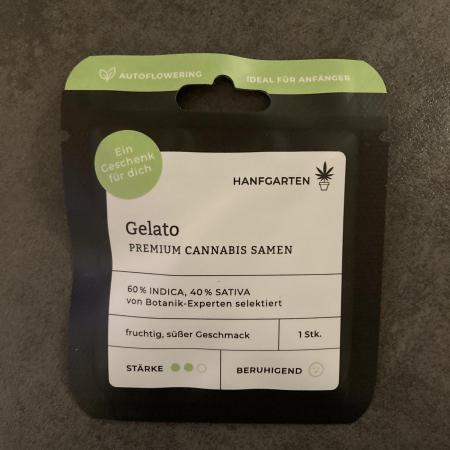 AUTOFLOWERING
IDEAL FÜR ANFÄNGER
Ein
Geschenk
für dich
HANFGARTEN
Gelato
PREMIUM CANNABIS SAMEN
60% INDICA, 40% SATIVA
von Botanik-Experten selektiert
fruchtig, süßer Geschmack
1 Stk.
STÄRKE
BERUHIGEND